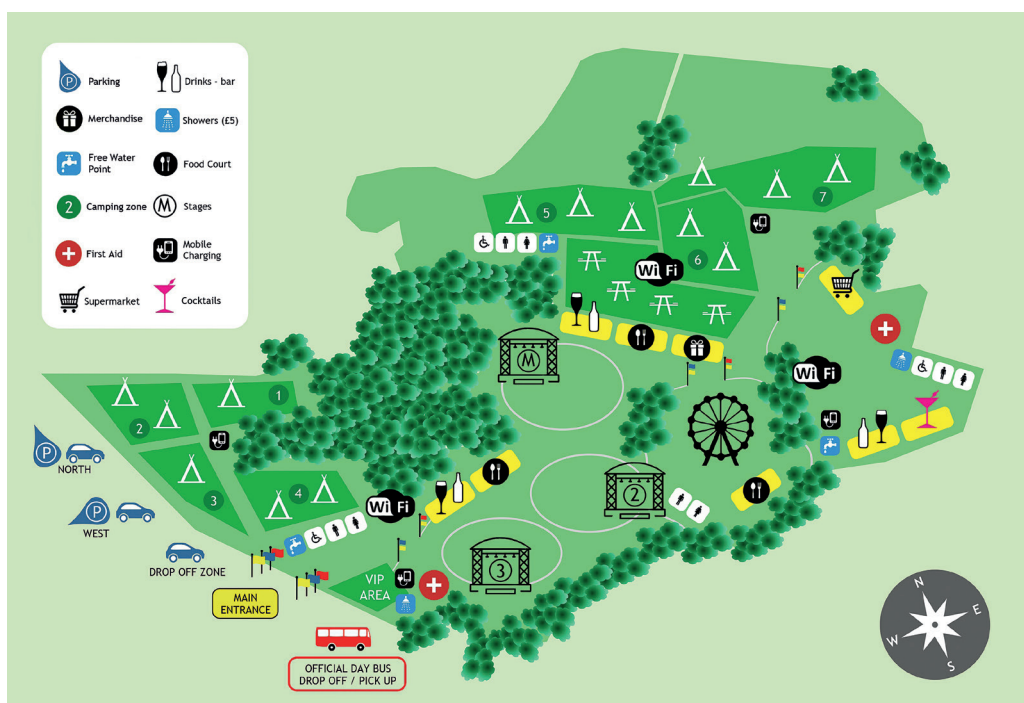 P
Parking
Drinks - bar
Merchandise
Showers (£5)
Free Water
Point
Food Court
2
Camping zone
M
Stages
First Aid
Mobile
Charging
Supermarket
Cocktails
5
7
6
Wi Fi
M
Wi Fi
1
2
3
4
P
NORTH
P
WEST
DROP OFF ZONE
MAIN
ENTRANCE
Wi Fi
2
3
VIP
AREA
OFFICIAL DAY BUS
DROP OFF / PICK UP
N
E
S
W